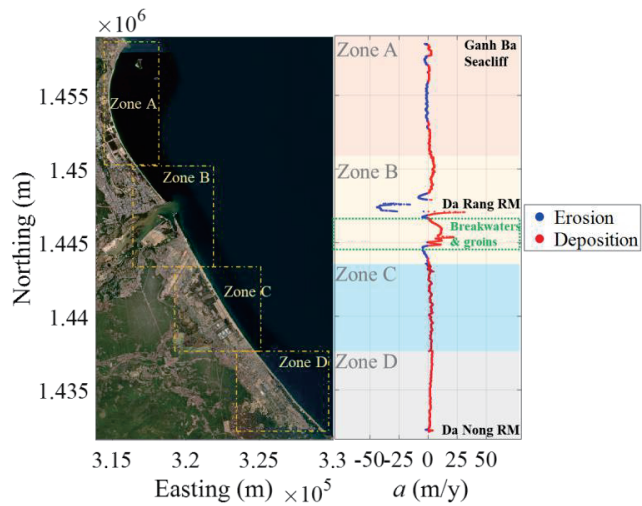 ×10⁶
Zone A
Ganh Ba
Seacliff
1.455
Zone A
Zone B
1.45
Zone B
Da Rang RM
Erosion
Breakwaters
& groins
Deposition
1.445
Northing (m)
Zone C
Zone C
1.44
Zone D
Zone D
1.435
Da Nong RM
3.15 3.2 3.25 3.3 -50 -25 0 25 50
Easting (m) ×10⁵ a (m/y)